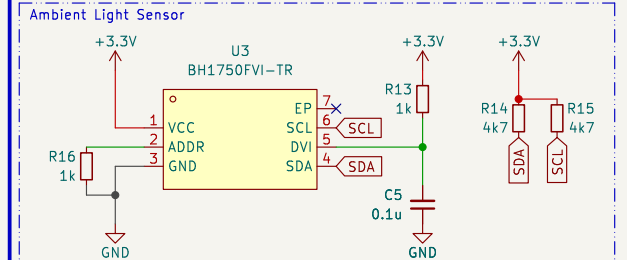 Ambient Light Sensor
+3.3V
U3
BH1750FVI-TR
+3.3V
+3.3V
1 VCC
2 ADDR
3 GND
EP 7
SCL 6
DVI 5
SDA 4
SCL
SDA
R16
1k
R13
1k
R14
4k7
R15
4k7
SDA
SCL
C5
0.1u
GND
GND